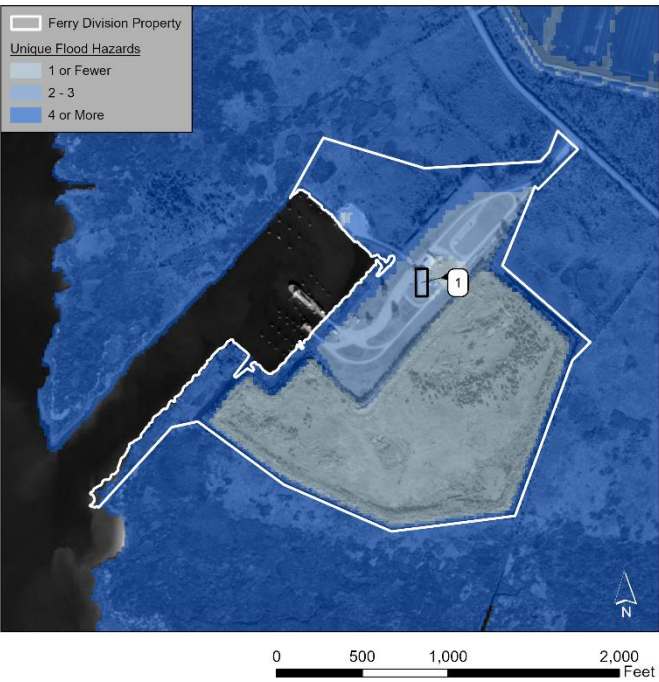 Ferry Division Property
Unique Flood Hazards
1 or Fewer
2 - 3
4 or More
1
N
0 500 1,000 2,000
Feet